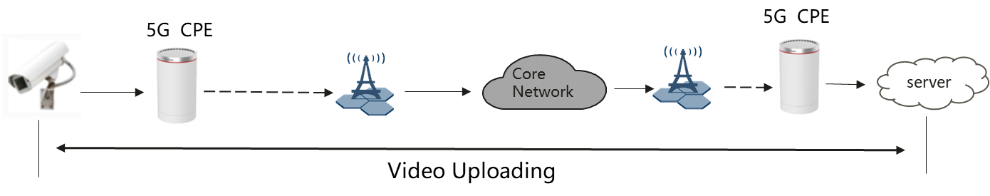 5G CPE
5G CPE
Core
Network
server
Video Uploading